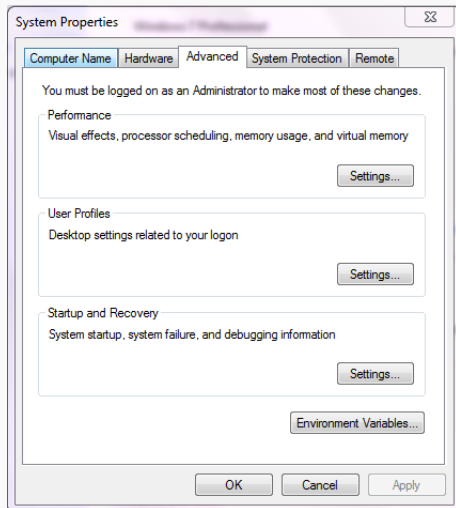 System Properties
Computer Name Hardware Advanced System Protection Remote
You must be logged on as an Administrator to make most of these changes.
Performance
Visual effects, processor scheduling, memory usage, and virtual memory
Settings...
User Profiles
Desktop settings related to your logon
Settings...
Startup and Recovery
System startup, system failure, and debugging information
Settings...
Environment Variables...
OK Cancel Apply